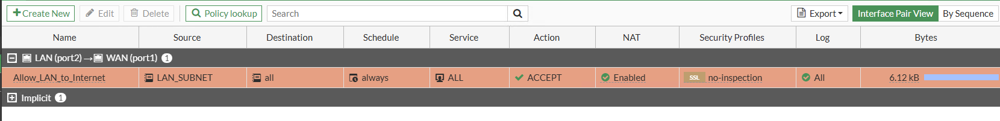 Create New Edit Delete Policy lookup Search Export Interface Pair View By Sequence
Name Source Destination Schedule Service Action NAT Security Profiles Log Bytes
LAN (port2) → WAN (port1) 1
Allow_LAN_to_Internet LAN_SUBNET all always ALL ACCEPT Enabled SSL no-inspection All 6.12 kB
Implicit 1